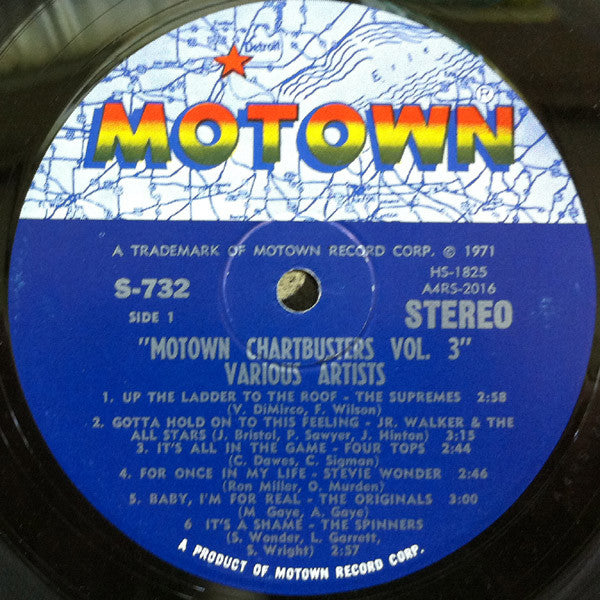 Detroit
ERIE
MOTOWN®
A TRADEMARK OF MOTOWN RECORD CORP. © 1971
HS-1825
S-732
A4RS-2016
SIDE 1
STEREO
"MOTOWN CHARTBUSTERS VOL. 3"
VARIOUS ARTISTS
1. UP THE LADDER TO THE ROOF - THE SUPREMES 2:58
(V. DiMirco, F. Wilson)
2. GOTTA HOLD ON TO THIS FEELING - JR. WALKER & THE
ALL STARS (J. Bristol, P. Sawyer, J. Hinton) 3:15
3. IT'S ALL IN THE GAME - FOUR TOPS 2:44
(C. Dawes, C. Sigman)
4. FOR ONCE IN MY LIFE - STEVIE WONDER 2:46
(Ron Miller, O. Murden)
5. BABY, I'M FOR REAL - THE ORIGINALS 3:00
(M. Gaye, A. Gaye)
6 IT'S A SHAME - THE SPINNERS
(S. Wonder, L. Garrett,
S. Wright) 2:57
A PRODUCT OF MOTOWN RECORD CORP.